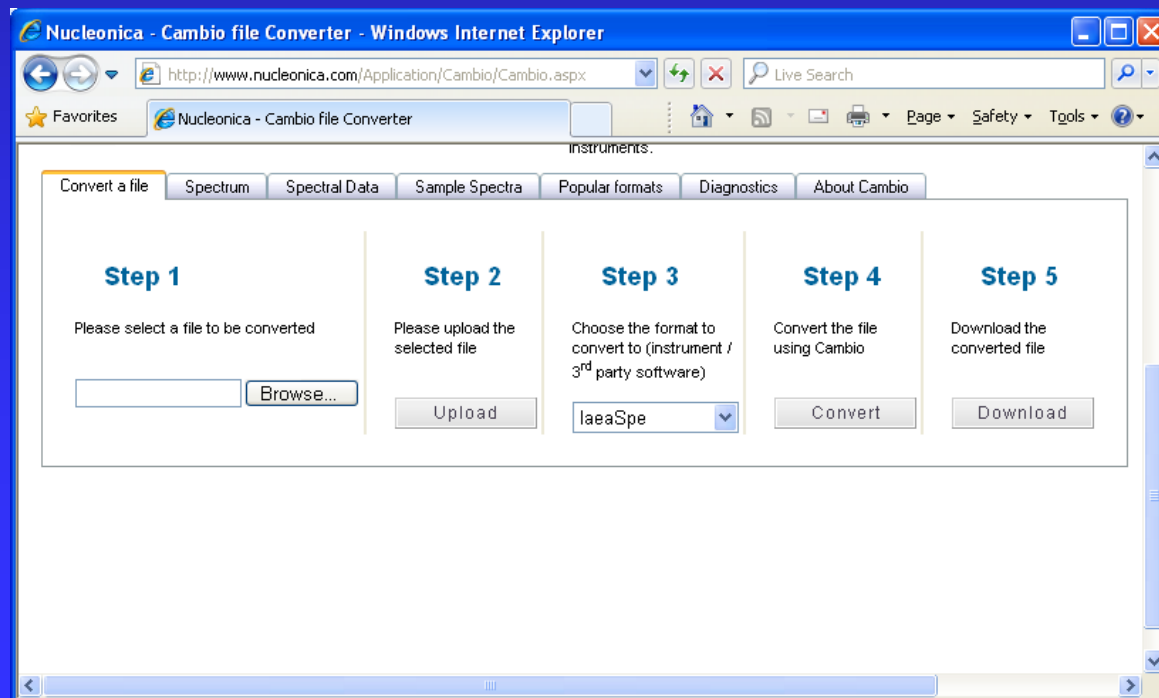 Nucleonica - Cambio file Converter - Windows Internet Explorer
http://www.nucleonica.com/Application/Cambio/Cambio.aspx
Live Search
Favorites
Nucleonica - Cambio file Converter
Page
Safety
Tools
instruments.
Convert a file
Spectrum
Spectral Data
Sample Spectra
Popular formats
Diagnostics
About Cambio
Step 1
Please select a file to be converted
Browse...
Step 2
Please upload the
selected file
Upload
Step 3
Choose the format to
convert to (instrument /
3rd party software)
IaeaSpe
Step 4
Convert the file
using Cambio
Convert
Step 5
Download the
converted file
Download